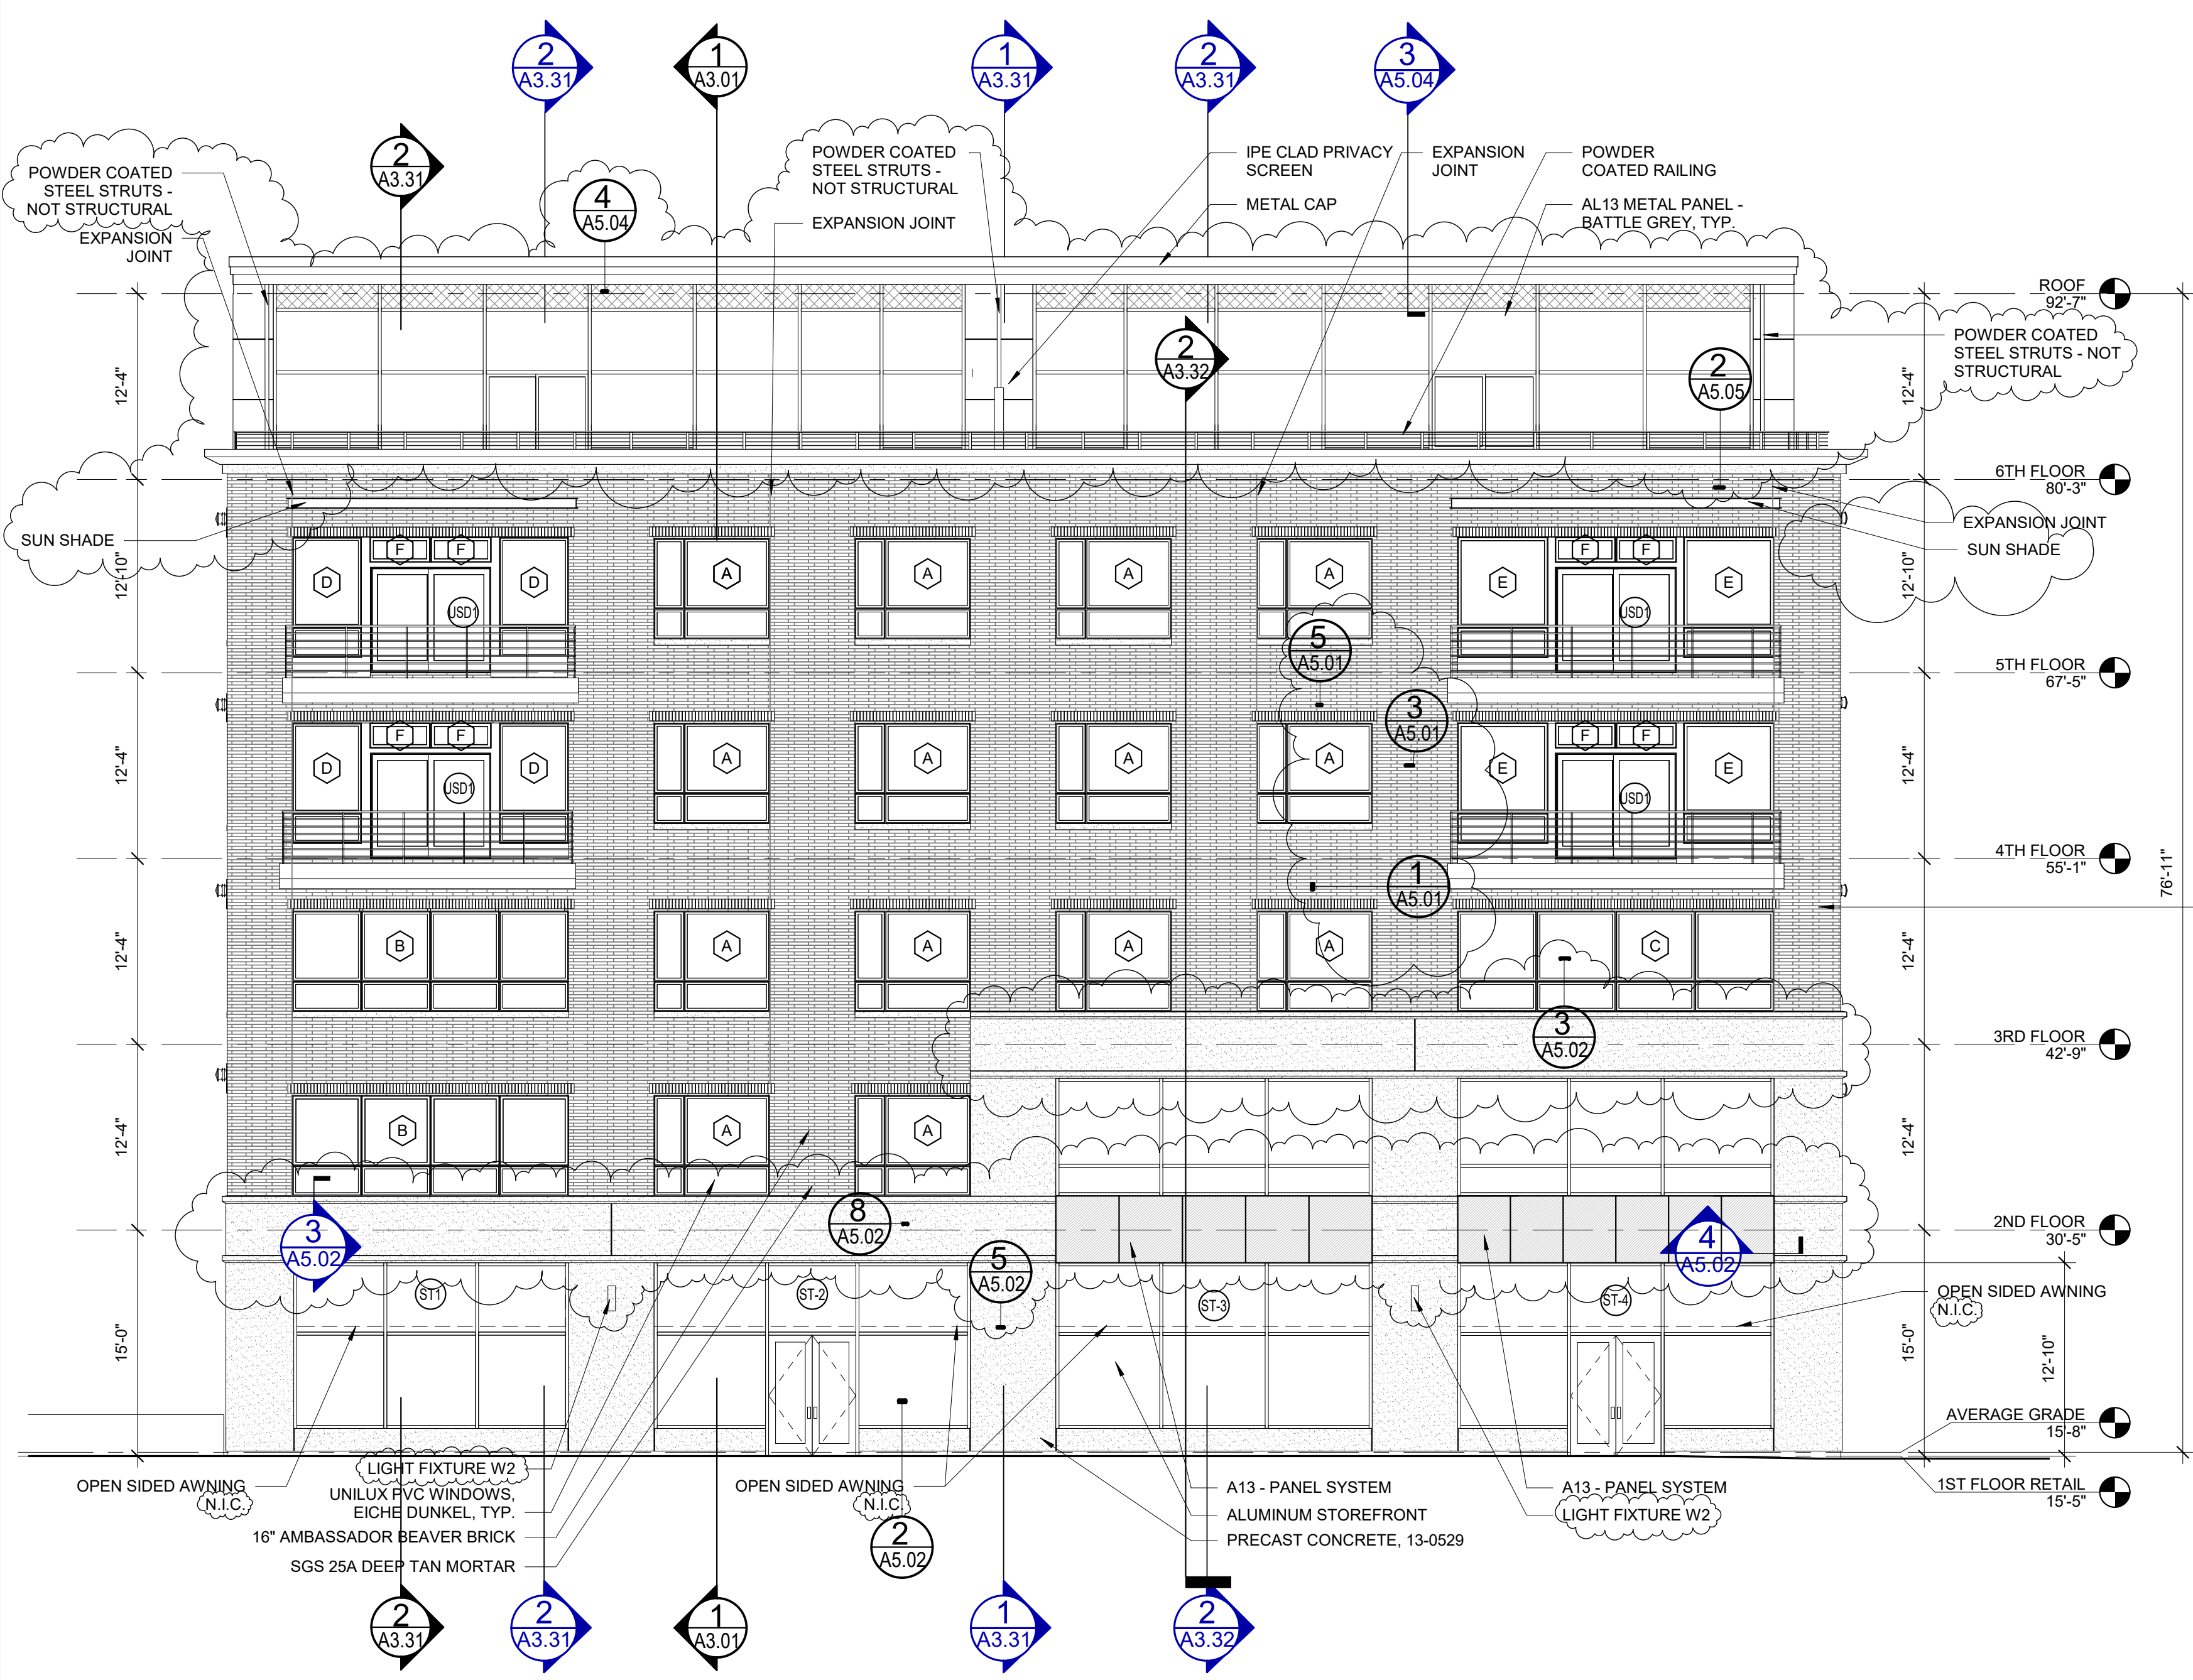 2
A3.31
1
A3.01
1
A3.31
2
A3.31
3
A5.04
2
A3.31
4
A5.04
POWDER COATED
STEEL STRUTS -
NOT STRUCTURAL
EXPANSION
JOINT
POWDER COATED
STEEL STRUTS -
NOT STRUCTURAL
EXPANSION JOINT
IPE CLAD PRIVACY
SCREEN
METAL CAP
EXPANSION
JOINT
POWDER
COATED RAILING
AL13 METAL PANEL -
BATTLE GREY, TYP.
ROOF
92'-7"
POWDER COATED
STEEL STRUTS - NOT
STRUCTURAL
2
A3.32
2
A5.05
12'-4"
12'-4"
6TH FLOOR
80'-3"
EXPANSION JOINT
SUN SHADE
SUN SHADE
F
F
D
D
USD1
A
A
A
A
F
F
E
E
USD1
12'-10"
12'-10"
5
A5.01
5TH FLOOR
67'-5"
3
A5.01
F
F
D
D
USD1
A
A
A
A
F
F
E
E
USD1
12'-4"
12'-4"
4TH FLOOR
55'-1"
76'-11"
1
A5.01
B
A
A
A
A
C
12'-4"
12'-4"
3
A5.02
3RD FLOOR
42'-9"
B
A
A
12'-4"
12'-4"
3
A5.02
8
A5.02
5
A5.02
4
A5.02
2ND FLOOR
30'-5"
ST1
ST-2
ST-3
ST-4
OPEN SIDED AWNING
N.I.C.
15'-0"
15'-0"
12'-10"
AVERAGE GRADE
15'-8"
1ST FLOOR RETAIL
15'-5"
OPEN SIDED AWNING
N.I.C.
LIGHT FIXTURE W2
UNILUX PVC WINDOWS,
EICHE DUNKEL, TYP.
16" AMBASSADOR BEAVER BRICK
SGS 25A DEEP TAN MORTAR
OPEN SIDED AWNING
N.I.C.
2
A5.02
A13 - PANEL SYSTEM
ALUMINUM STOREFRONT
PRECAST CONCRETE, 13-0529
A13 - PANEL SYSTEM
LIGHT FIXTURE W2
2
A3.31
2
A3.31
1
A3.01
1
A3.31
2
A3.32